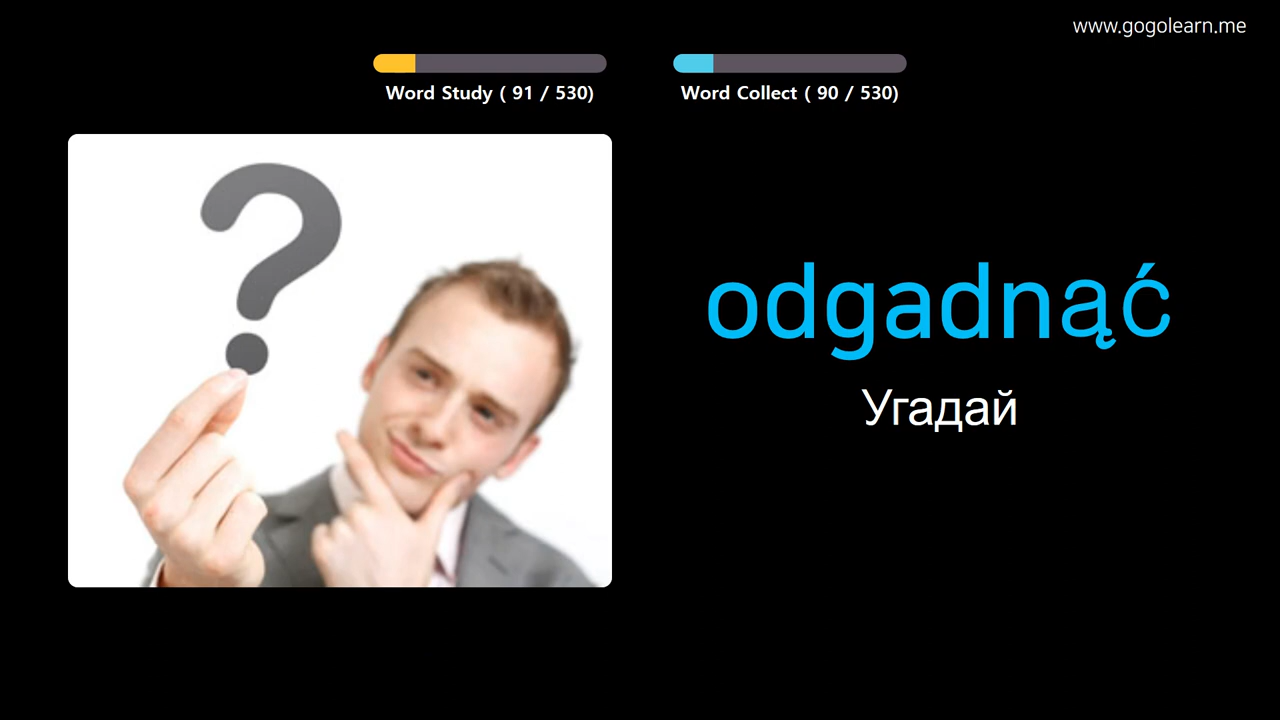 www.gogolearn.me
Word Study ( 91 / 530)
Word Collect ( 90 / 530)
odgadnąć
Угадай